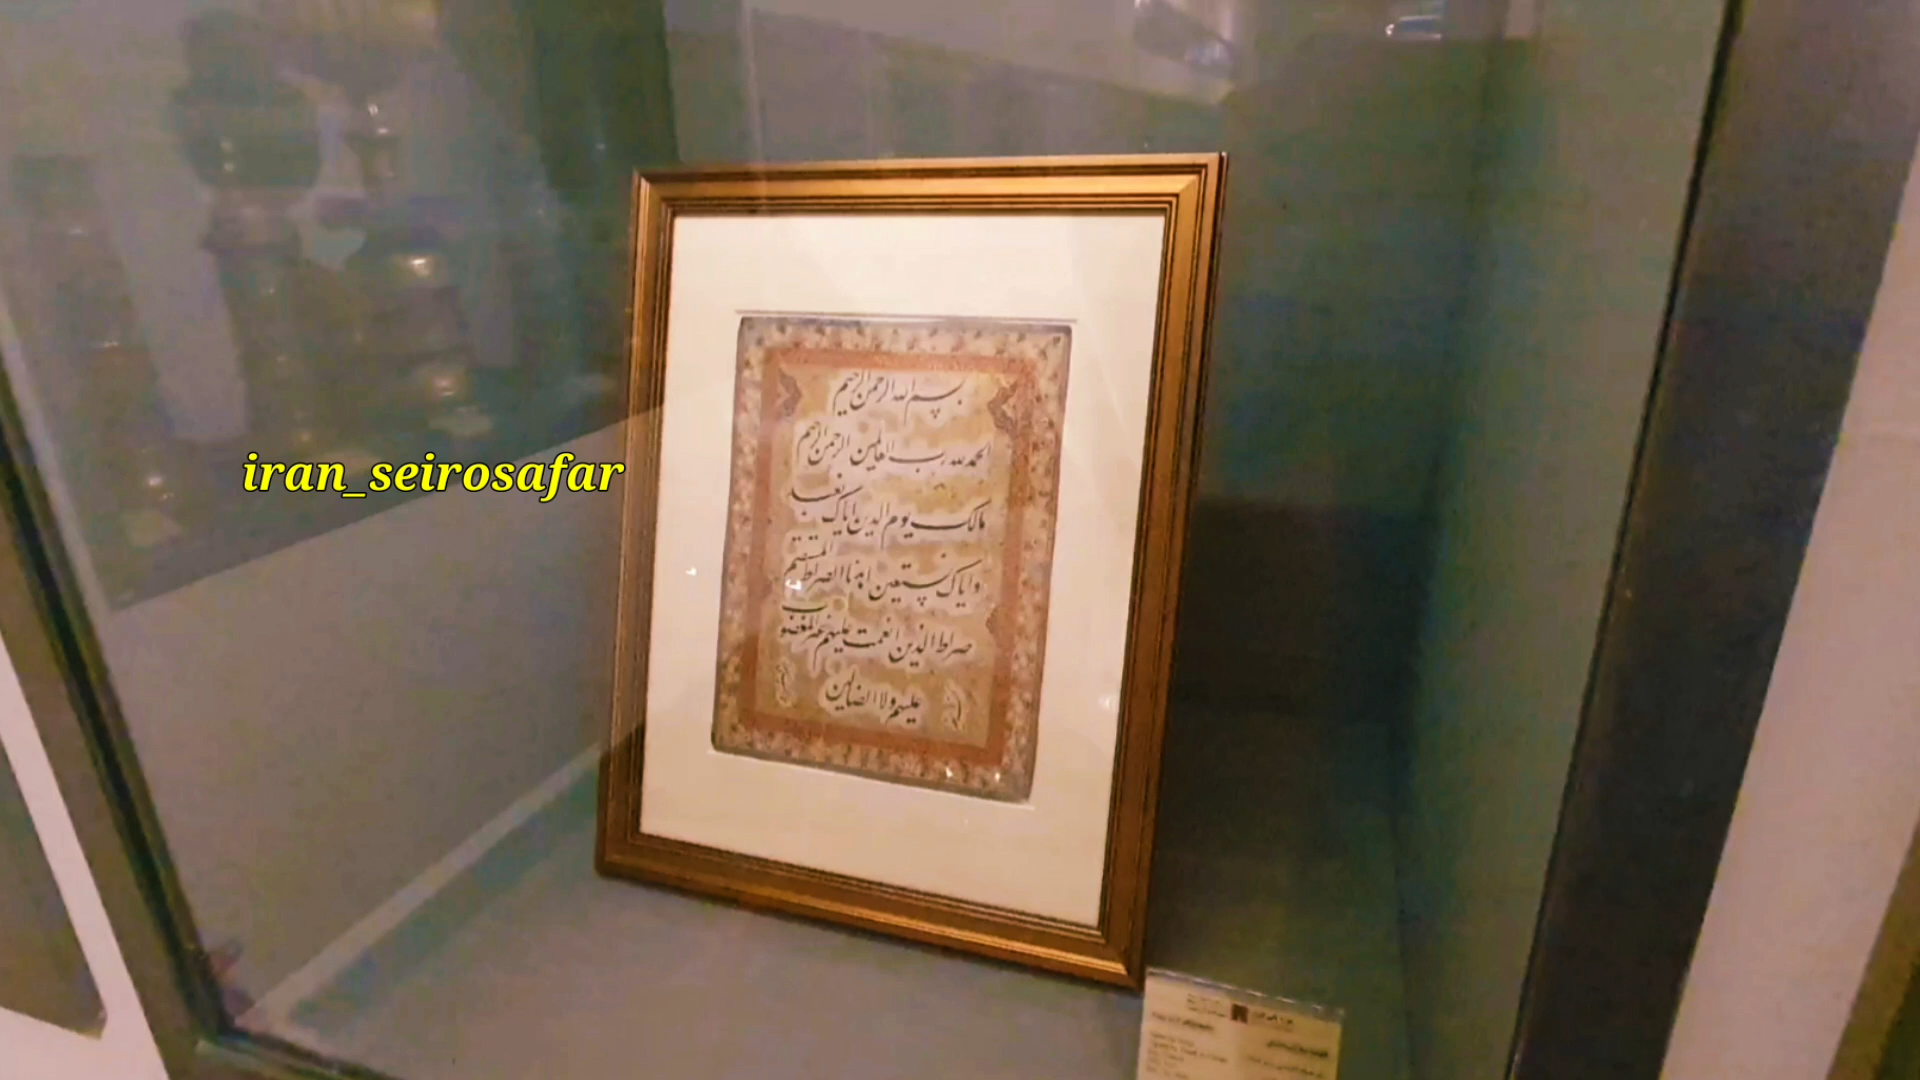 بسم الله الرحمن الرحیم
الحمد لله رب العالمین الرحمن الرحیم
مالک یوم الدین ایاک نعبد
و ایاک نستعین اهدنا الصراط المستقیم
صراط الذین انعمت علیهم غیر المغضوب
علیهم ولا الضالین
iran_seirosafar